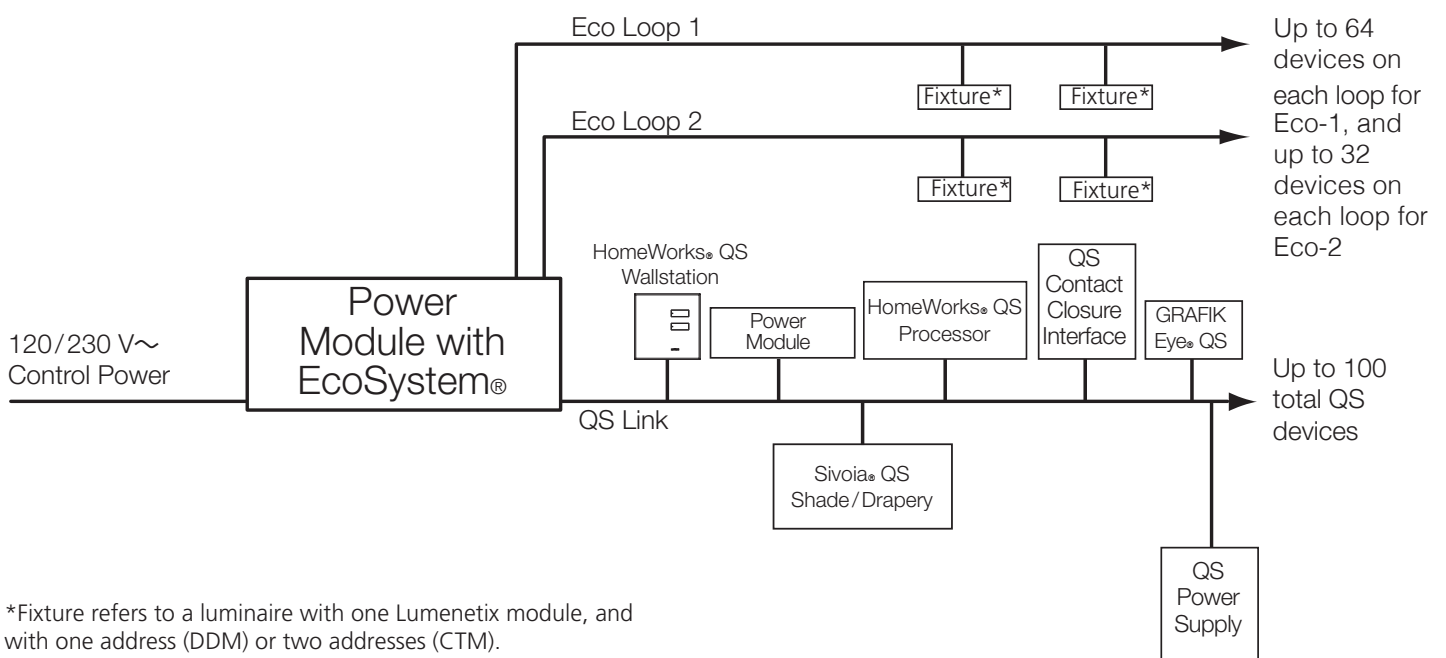 Eco Loop 1
Up to 64
devices on
each loop for
Eco-1, and
up to 32
devices on
each loop for
Eco-2
Fixture*
Fixture*
Eco Loop 2
Fixture*
Fixture*
HomeWorks® QS
Wallstation
Power
Module
HomeWorks® QS
Processor
QS
Contact
Closure
Interface
GRAFIK
Eye® QS
Power
Module with
EcoSystem®
120/230 V~
Control Power
QS Link
Up to 100
total QS
devices
Sivoia® QS
Shade/Drapery
QS
Power
Supply
*Fixture refers to a luminaire with one Lumenetix module, and
with one address (DDM) or two addresses (CTM).